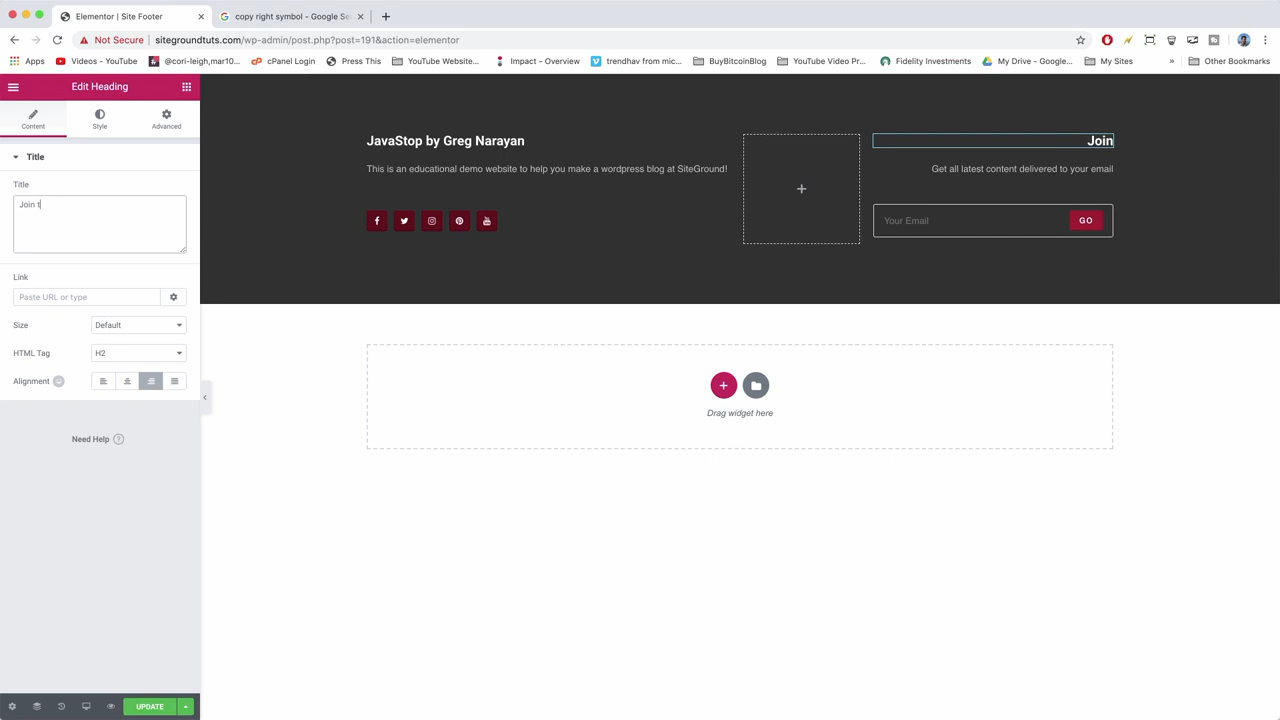 Elementor | Site Footer
copy right symbol - Google Se
Not Secure
sitegroundtuts.com/wp-admin/post.php?post=191&action=elementor
Apps
Videos - YouTube
@cori-leigh,mar10...
cPanel Login
Press This
YouTube Website...
Impact - Overview
trendhav from mic...
BuyBitcoinBlog
YouTube Video Pr...
Fidelity Investments
My Drive - Google...
My Sites
»
Other Bookmarks
Edit Heading
Content
Style
Advanced
Title
Title
Join t
Link
Paste URL or type
Size
Default
HTML Tag
H2
Alignment
Need Help
UPDATE
JavaStop by Greg Narayan
This is an educational demo website to help you make a wordpress blog at SiteGround!
Join
Get all latest content delivered to your email
Your Email
GO
Drag widget here